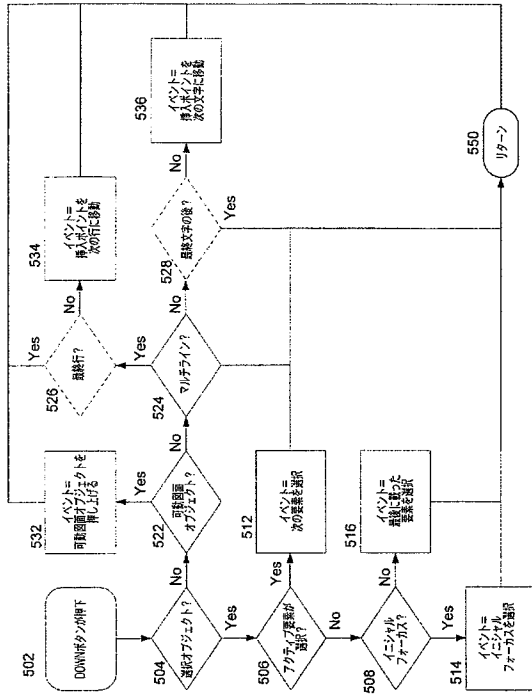 502
DOWNボタンが押下
504
選択オブジェクト?
No
Yes
522
可動図面
オブジェクト?
Yes
No
532
イベント=
可動図面オブジェクトを
押し上げる
524
マルチライン?
Yes
No
526
最終行?
Yes
No
534
イベント=
挿入ポイントを
次の行に移動
528
最終文字の後?
No
Yes
536
イベント=
挿入ポイントを
次の文字に移動
506
アクティブ要素が
選択?
Yes
No
512
イベント=
次の要素を選択
508
イニシャル
フォーカス?
No
Yes
516
イベント=
最後に載った
要素を選択
514
イベント=
イニシャル
フォーカスを選択
550
リターン